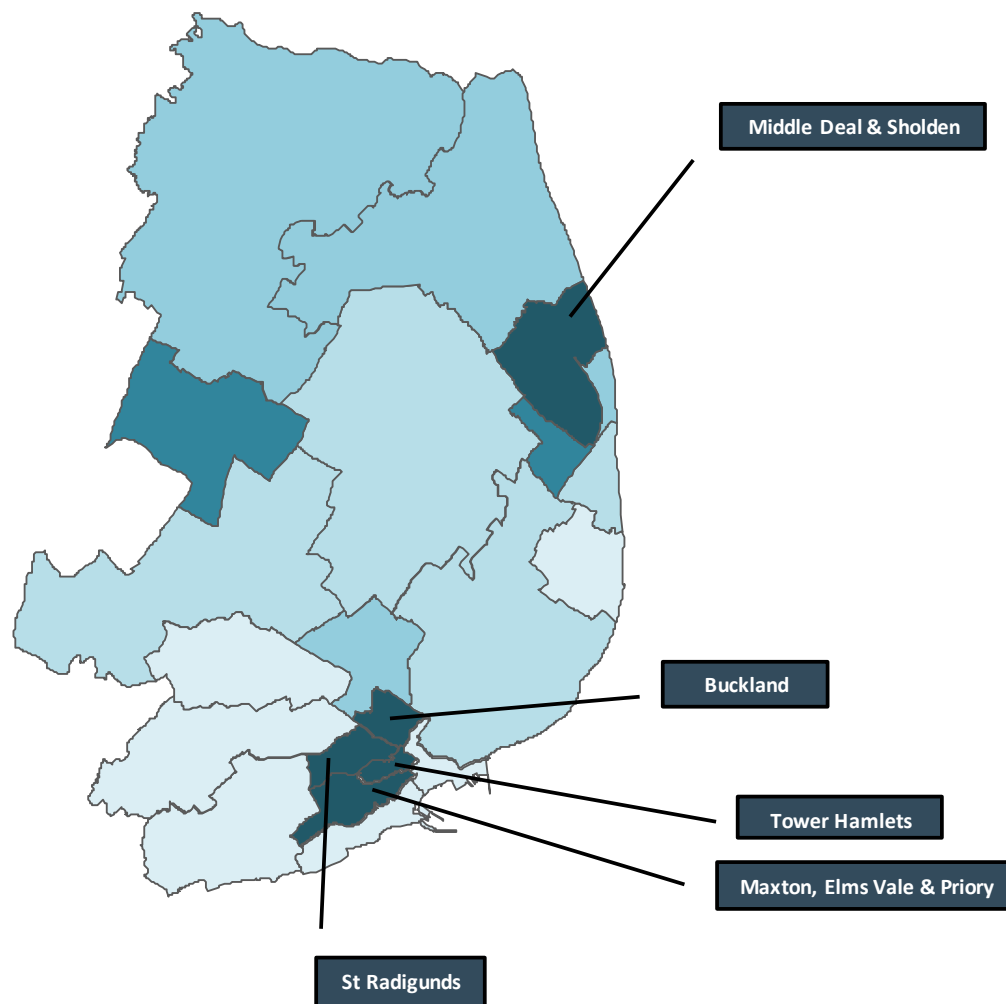 Middle Deal & Sholden
Buckland
Tower Hamlets
Maxton, Elms Vale & Priory
St Radigunds